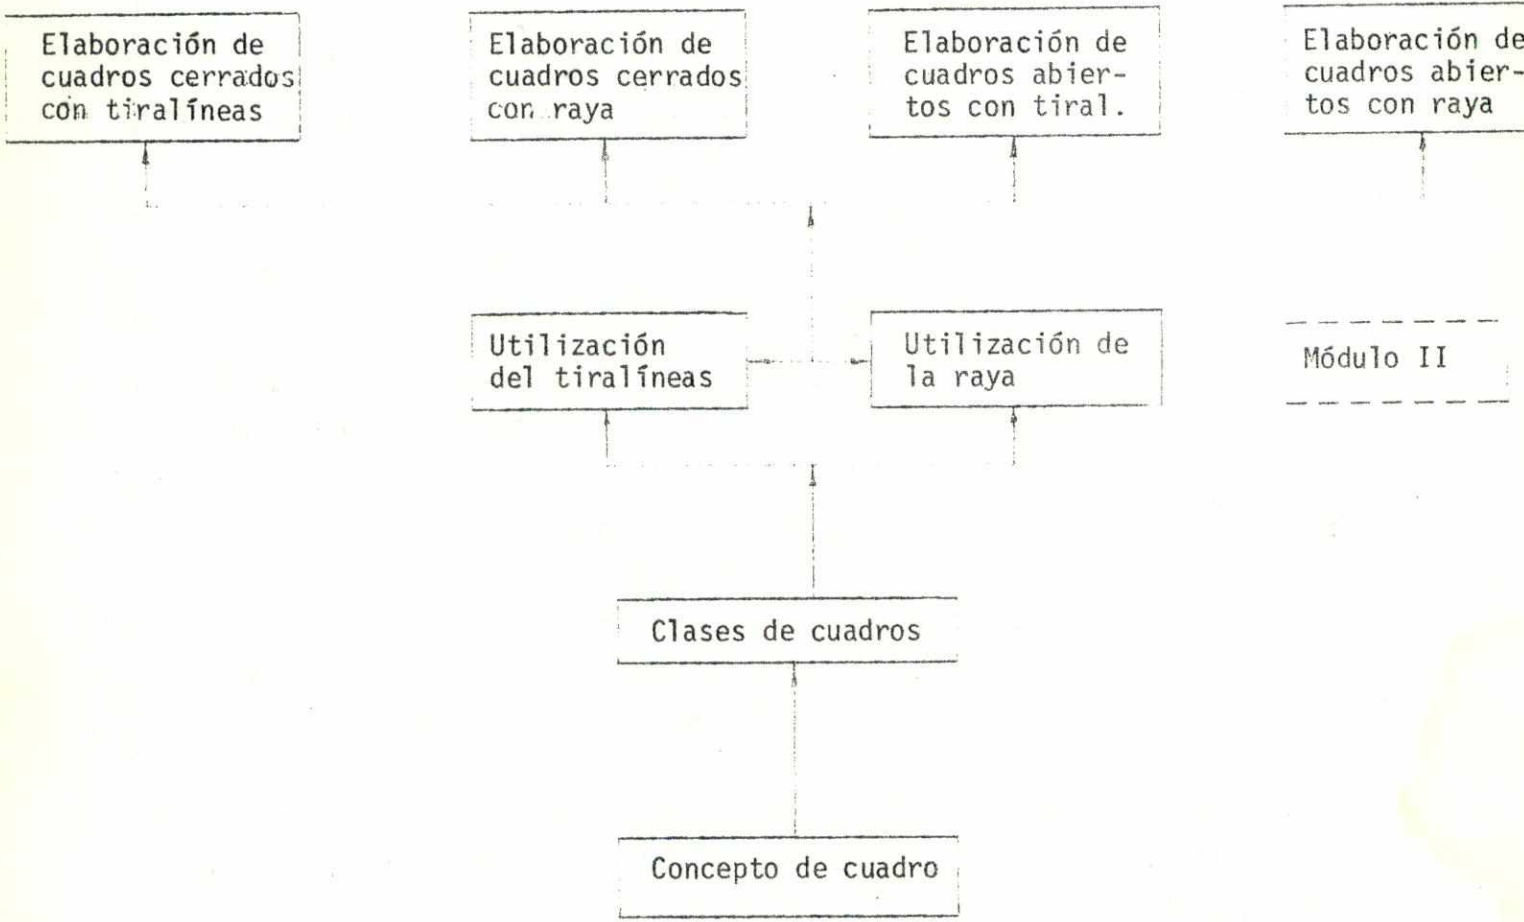 Elaboración de
cuadros cerrados
con tiralíneas
Elaboración de
cuadros cerrados
con raya
Elaboración de
cuadros abier-
tos con tiral.
Elaboración de
cuadros abier-
tos con raya
Utilización
del tiralíneas
Utilización de
la raya
Módulo II
Clases de cuadros
Concepto de cuadro